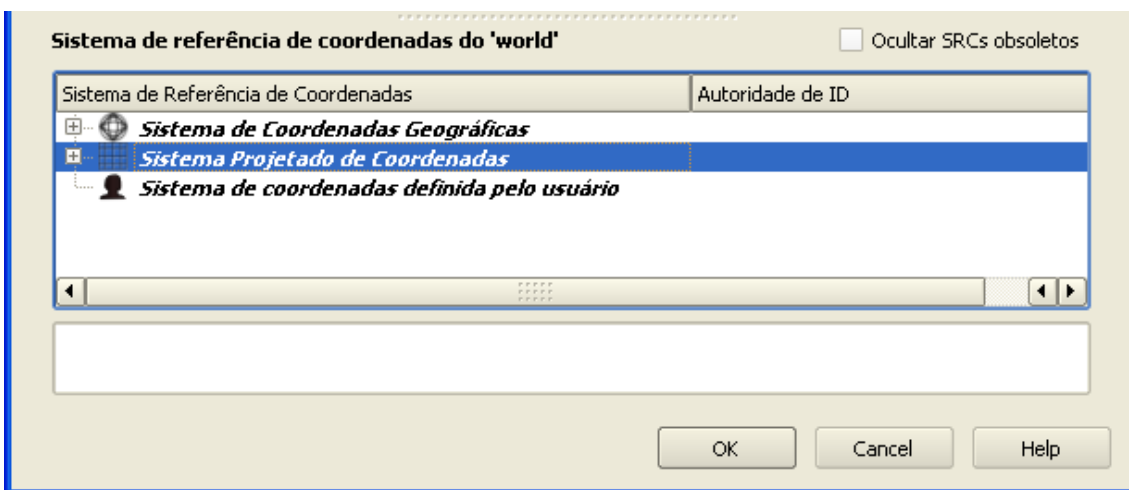 Sistema de referência de coordenadas do 'world' Ocultar SRCs obsoletos
Sistema de Referência de Coordenadas Autoridade de ID
Sistema de Coordenadas Geográficas
Sistema Projetado de Coordenadas
Sistema de coordenadas definida pelo usuário
OK Cancel Help